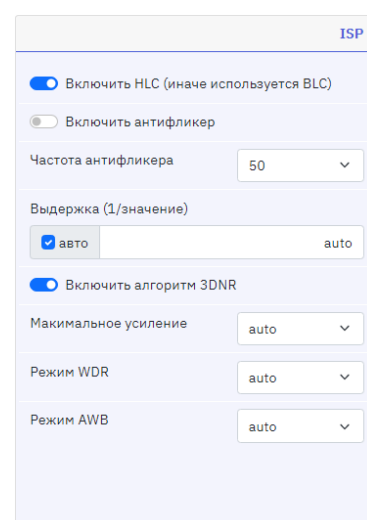 ISP
Включить HLC (иначе используется BLC)
Включить антифликер
Частота антифликера
50
Выдержка (1/значение)
авто
auto
Включить алгоритм 3DNR
Макимальное усиление
auto
Режим WDR
auto
Режим AWB
auto